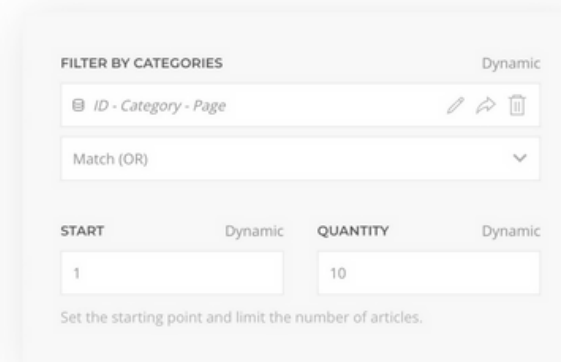 FILTER BY CATEGORIES Dynamic
ID - Category - Page
Match (OR)
START Dynamic QUANTITY Dynamic
1 10
Set the starting point and limit the number of articles.